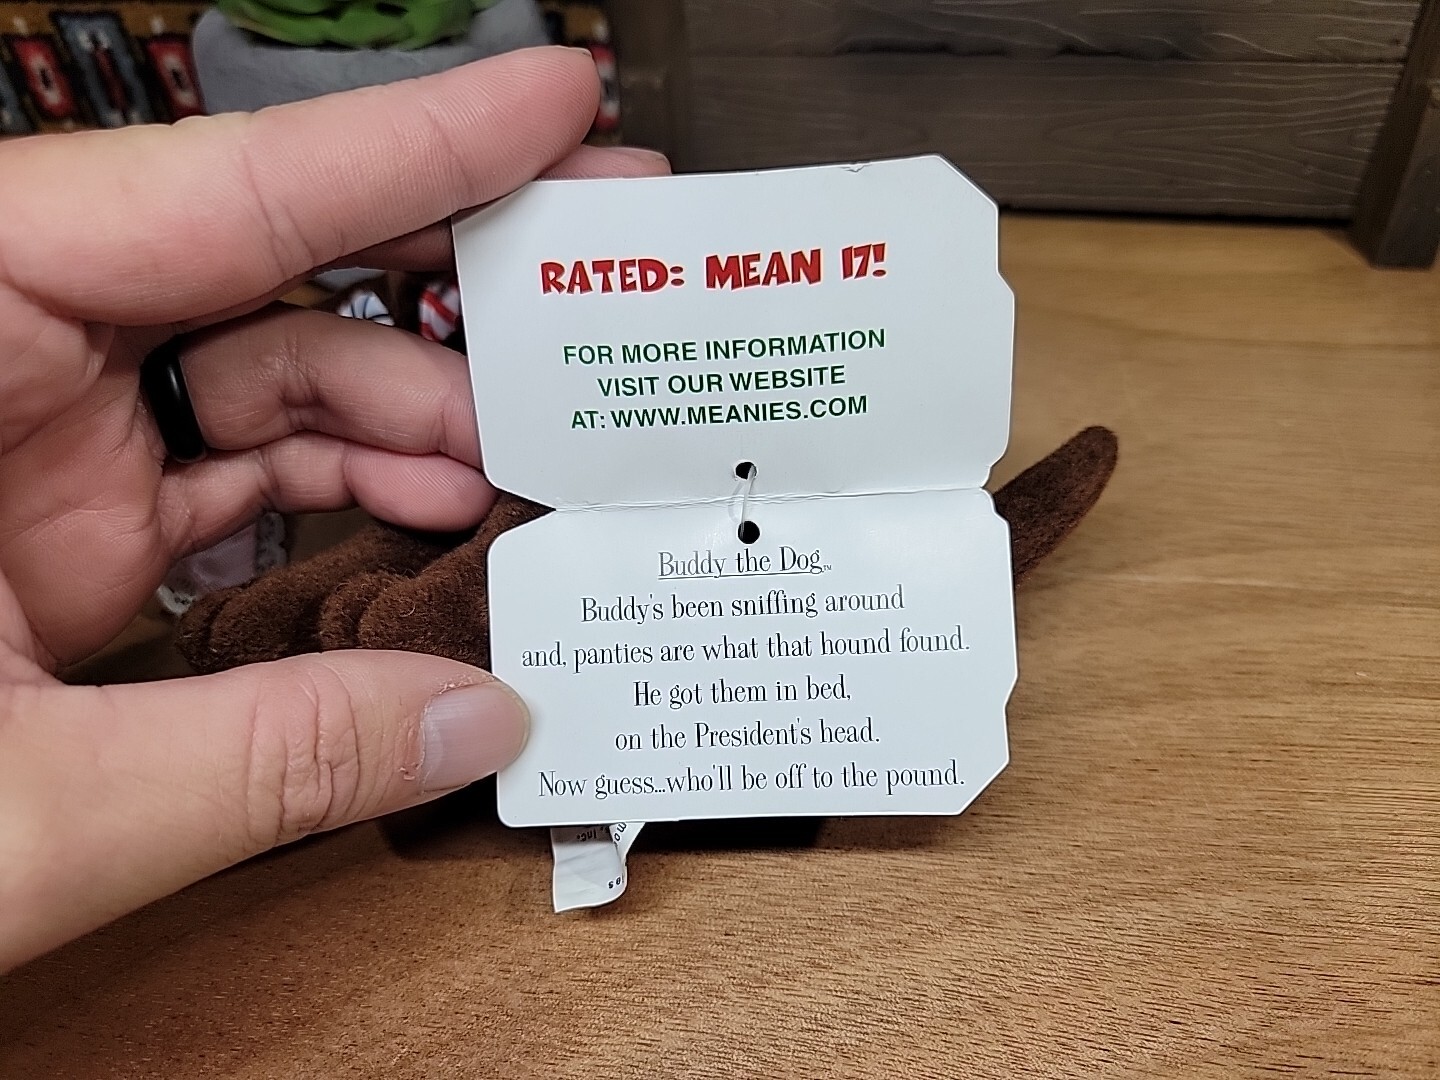 RATED: MEAN 17!
FOR MORE INFORMATION
VISIT OUR WEBSITE
AT: WWW.MEANIES.COM
Buddy the Dog™
Buddy's been sniffing around
and, panties are what that hound found.
He got them in bed,
on the President's head.
Now guess...who'll be off to the pound.